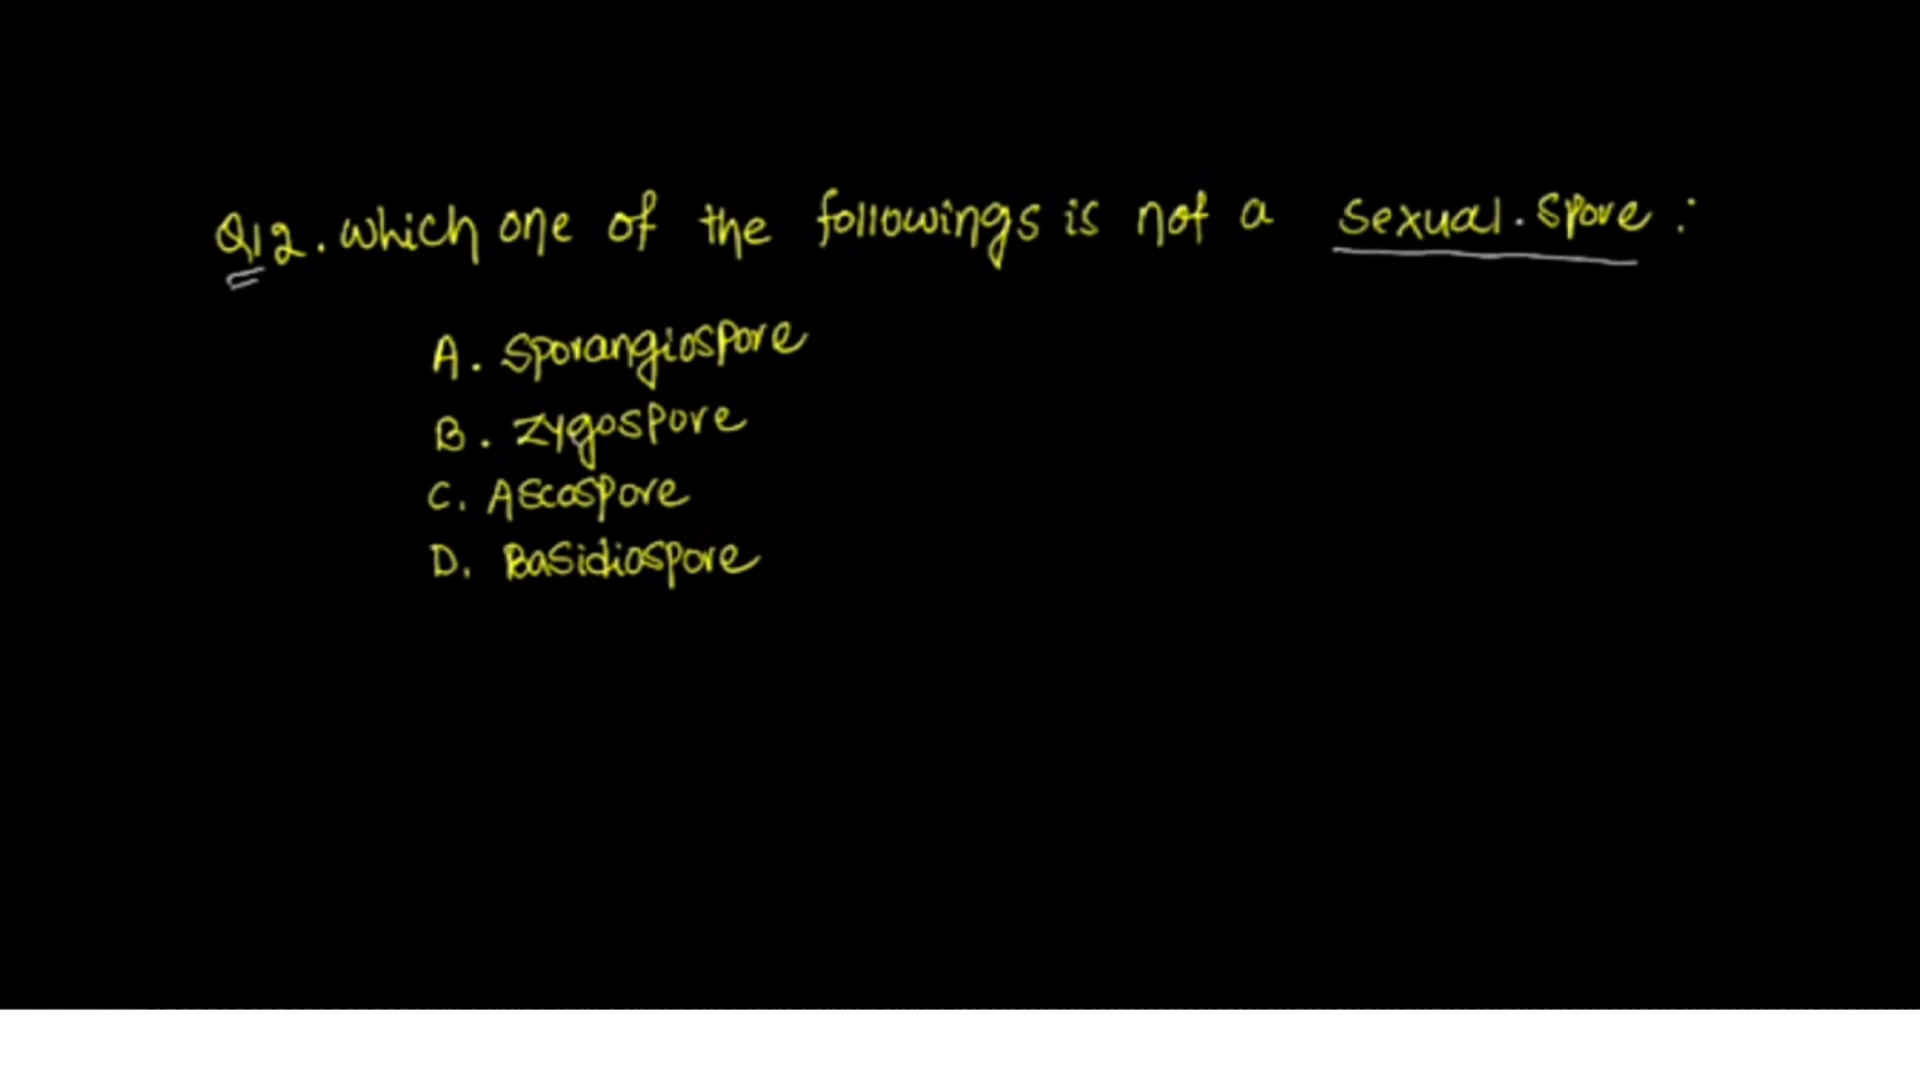 Q12. Which one of the followings is not a sexual. spore :
A. Sporangiospore
B. Zygospore
C. Ascospore
D. Basidiospore